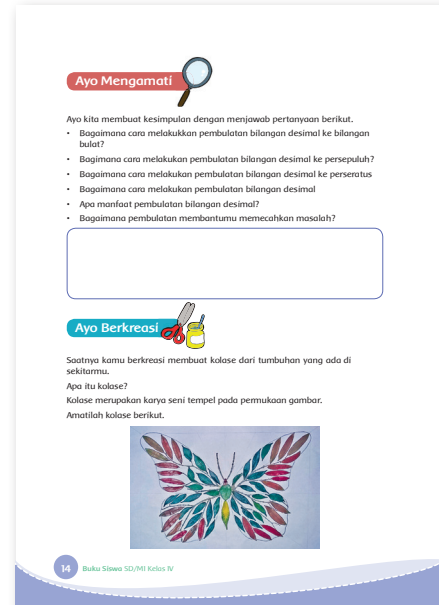 Ayo Mengamati
Ayo kita membuat kesimpulan dengan menjawab pertanyaan berikut.
• Bagaimana cara melakukkan pembulatan bilangan desimal ke bilangan
bulat?
• Bagimana cara melakukan pembulatan bilangan desimal ke persepuluh?
• Bagaimana cara melakukan pembulatan bilangan desimal ke perseratus
• Bagaimana cara melakukan pembulatan bilangan desimal
• Apa manfaat pembulatan bilangan desimal?
• Bagaimana pembulatan membantumu memecahkan masalah?
Ayo Berkreasi
Saatnya kamu berkreasi membuat kolase dari tumbuhan yang ada di
sekitarmu.
Apa itu kolase?
Kolase merupakan karya seni tempel pada permukaan gambar.
Amatilah kolase berikut.
14 Buku Siswa SD/MI Kelas IV